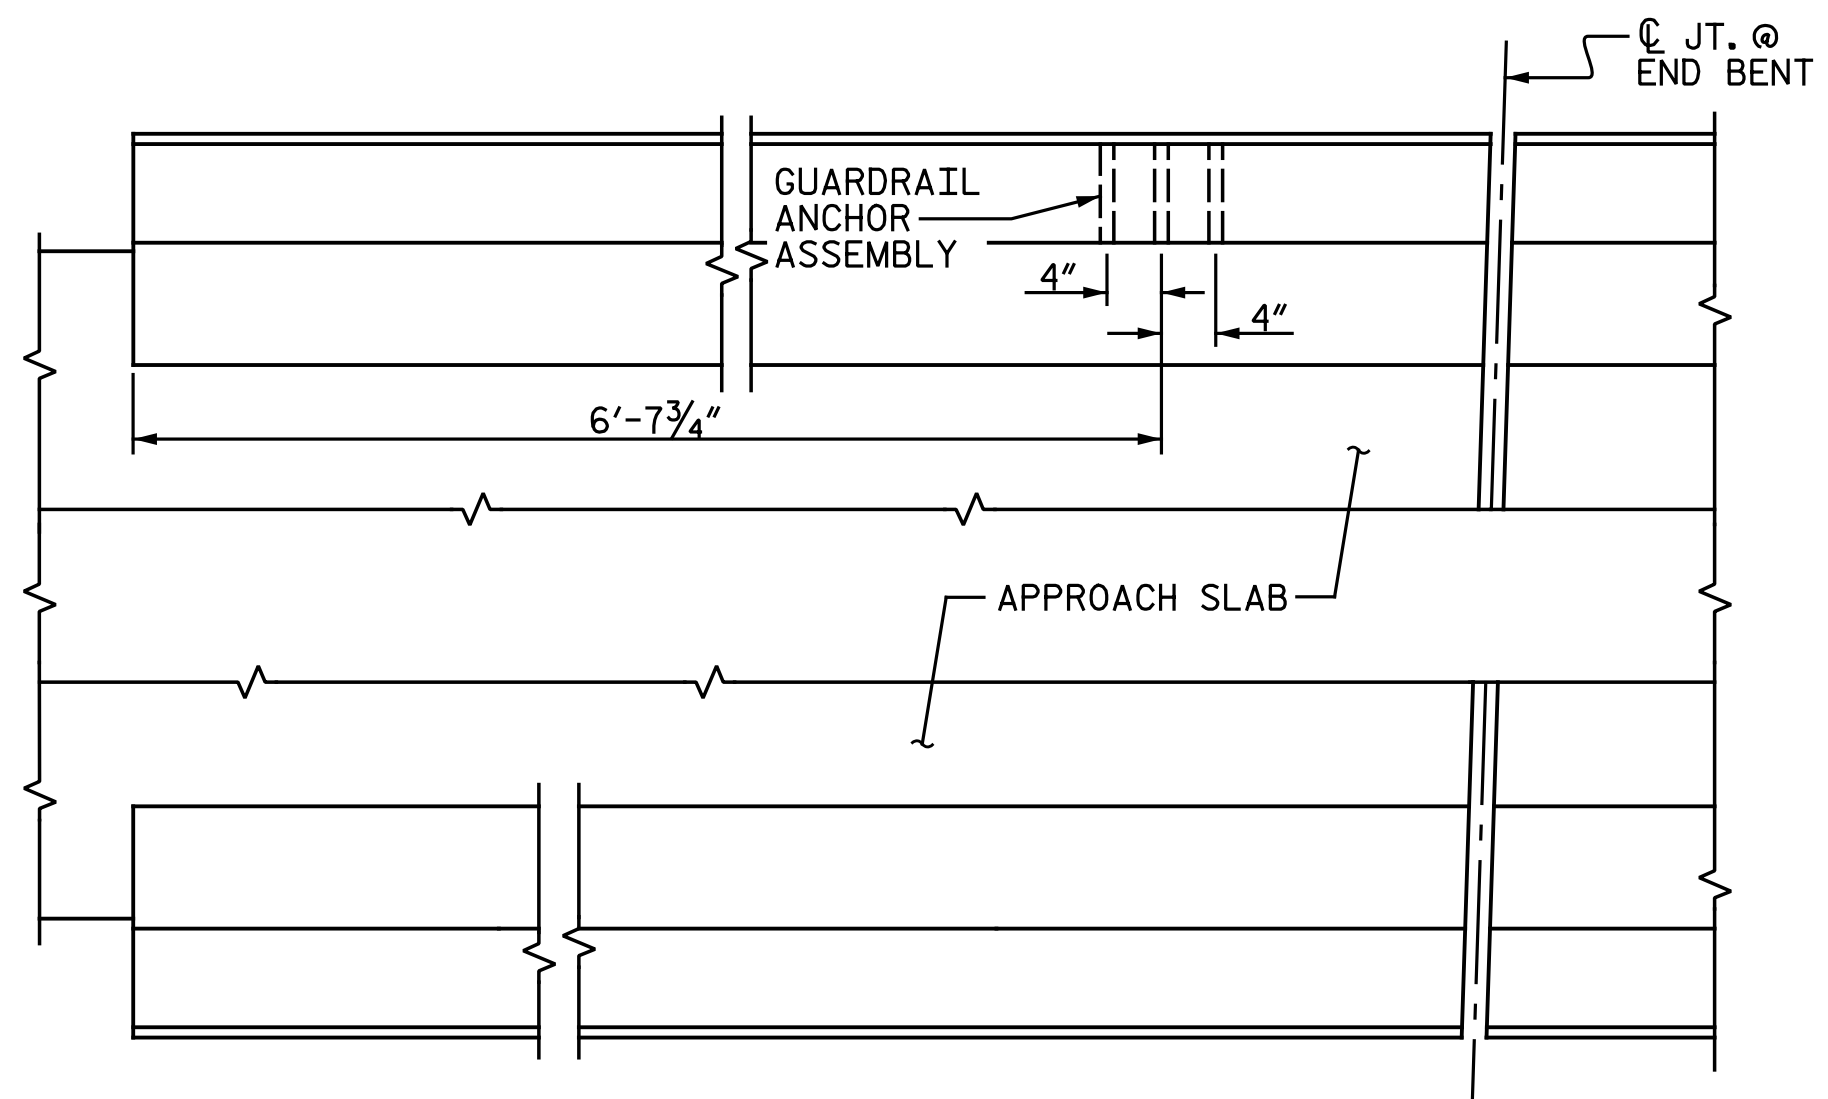 ℄ JT. @
END BENT
GUARDRAIL
ANCHOR
ASSEMBLY
4"
4"
6'-7¾"
APPROACH SLAB